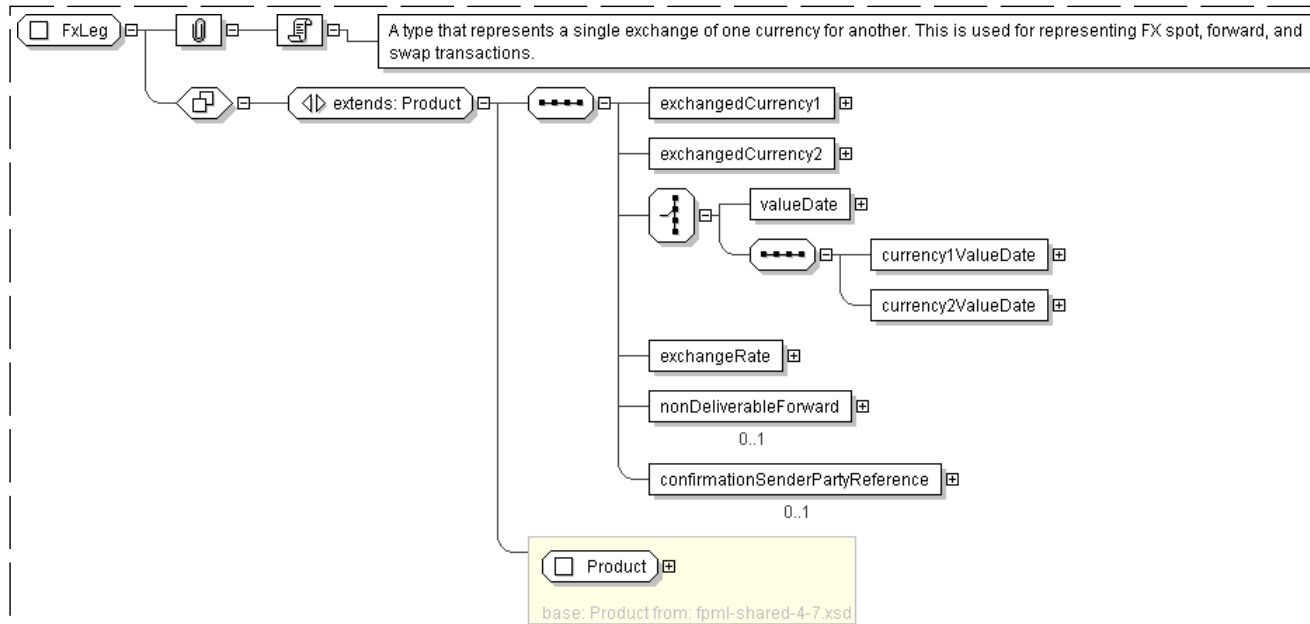 FxLeg
A type that represents a single exchange of one currency for another. This is used for representing FX spot, forward, and
swap transactions.
extends: Product
exchangedCurrency1
exchangedCurrency2
valueDate
currency1ValueDate
currency2ValueDate
exchangeRate
nonDeliverableForward
0..1
confirmationSenderPartyReference
0..1
Product
base: Product from: fpml-shared-4-7.xsd